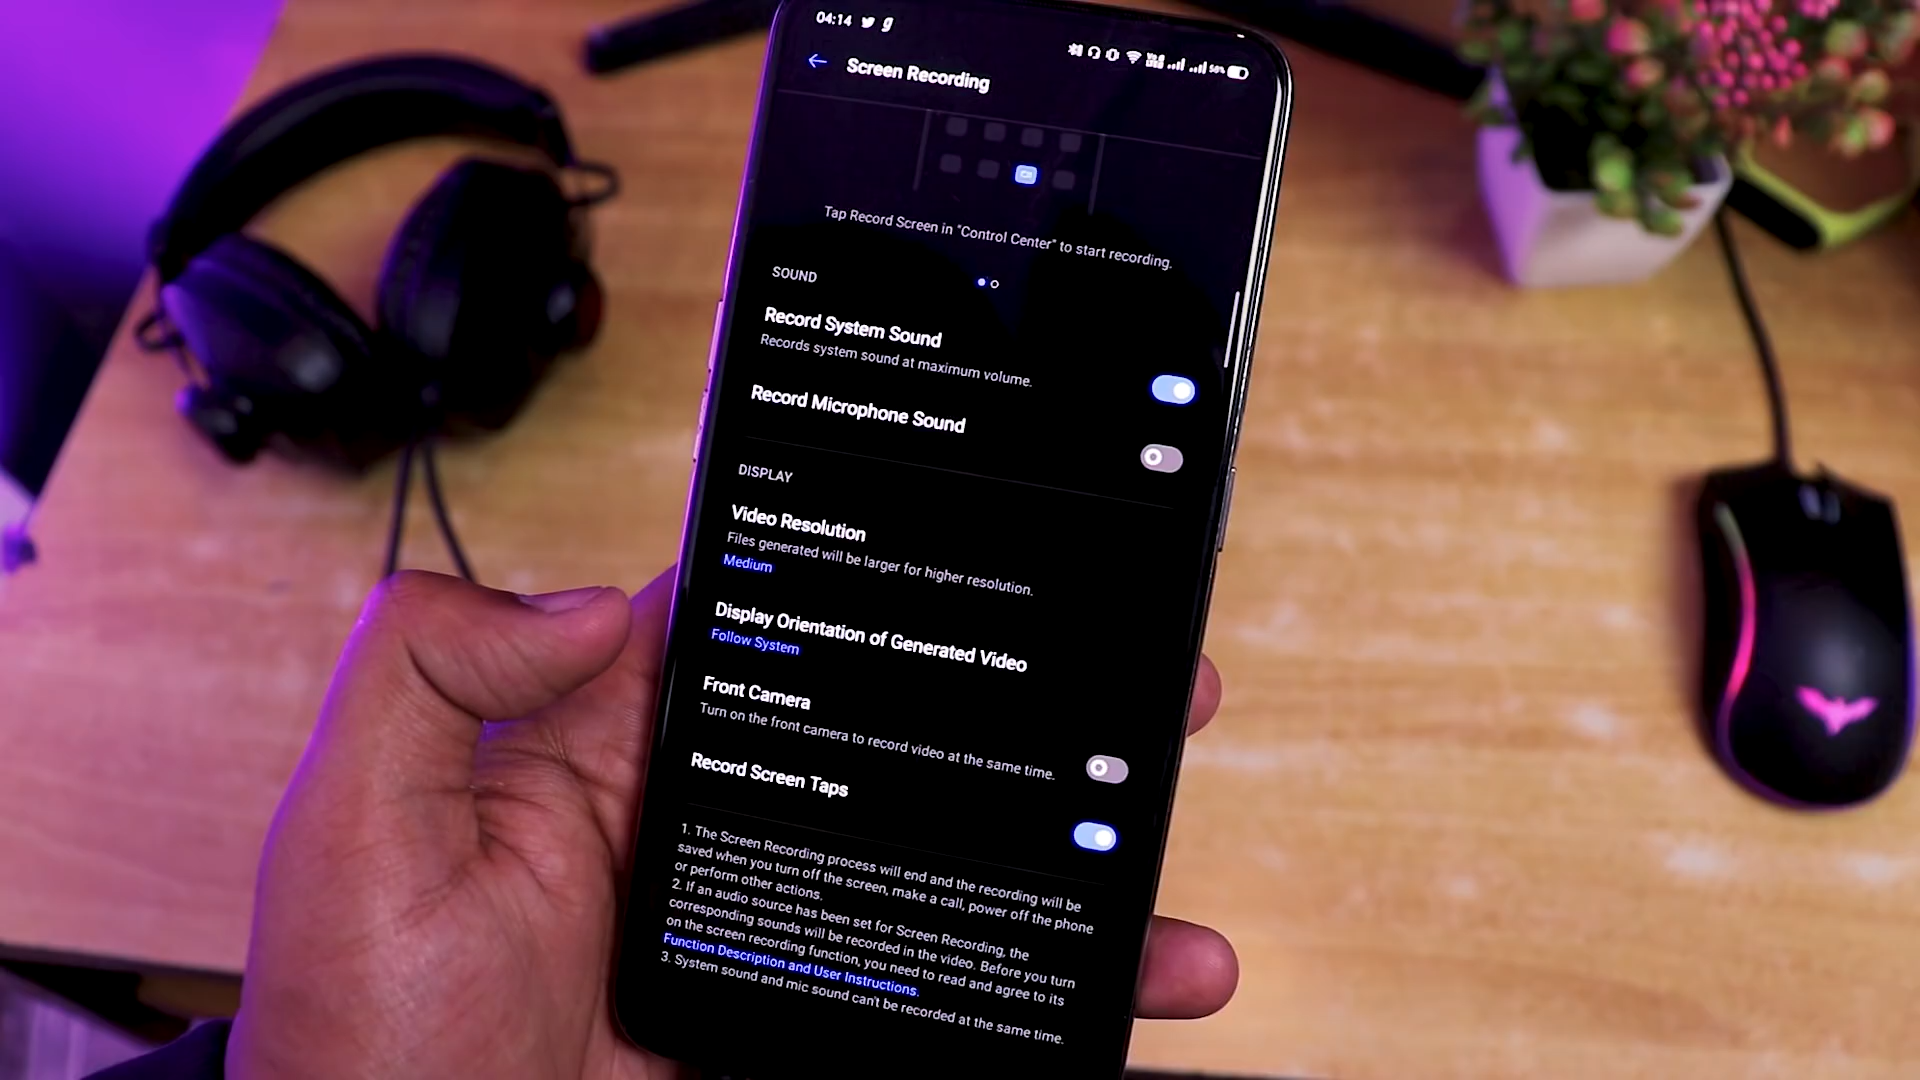 04:14
50%
Screen Recording
Tap Record Screen in "Control Center" to start recording.
SOUND
Record System Sound
Records system sound at maximum volume.
Record Microphone Sound
DISPLAY
Video Resolution
Files generated will be larger for higher resolution.
Medium
Display Orientation of Generated Video
Follow System
Front Camera
Turn on the front camera to record video at the same time.
Record Screen Taps
1. The Screen Recording process will end and the recording will be
saved when you turn off the screen, make a call, power off the phone
or perform other actions.
2. If an audio source has been set for Screen Recording, the
corresponding sounds will be recorded in the video. Before you turn
on the screen recording function, you need to read and agree to its
Function Description and User Instructions.
3. System sound and mic sound can't be recorded at the same time.